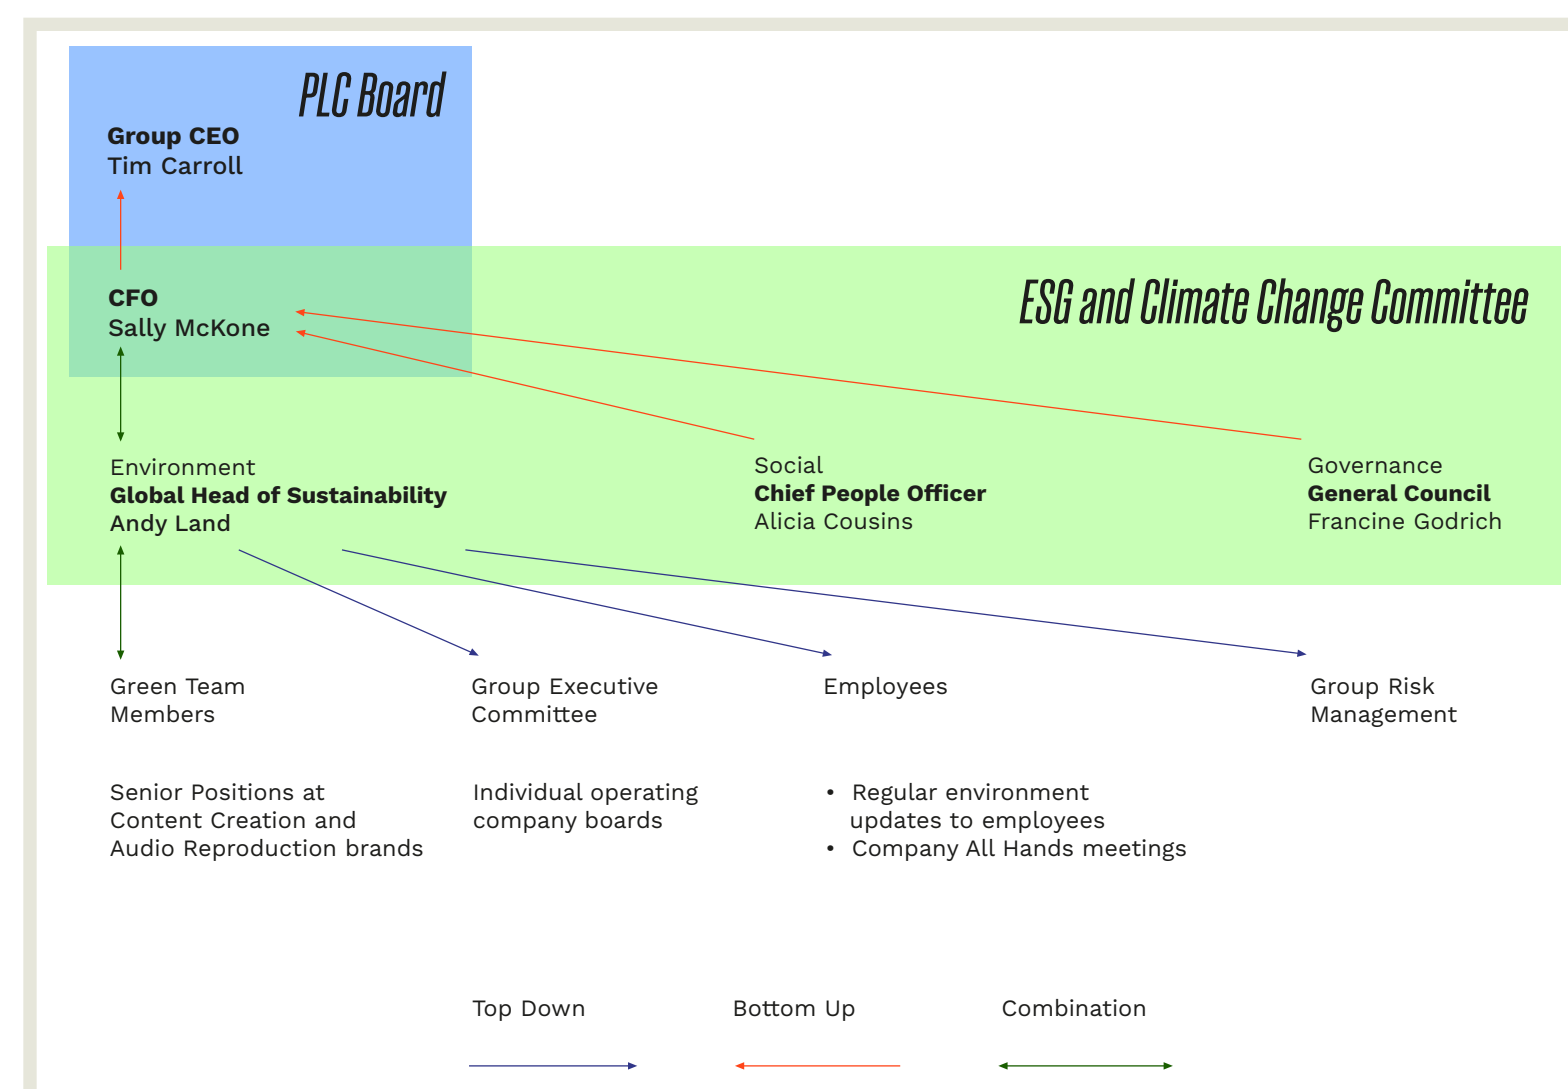 PLC Board
Group CEO
Tim Carroll
ESG and Climate Change Committee
CFO
Sally McKone
Environment
Global Head of Sustainability
Andy Land
Social
Chief People Officer
Alicia Cousins
Governance
General Council
Francine Godrich
Green Team
Members
Senior Positions at
Content Creation and
Audio Reproduction brands
Group Executive
Committee
Individual operating
company boards
Employees
• Regular environment
updates to employees
• Company All Hands meetings
Group Risk
Management
Top Down
Bottom Up
Combination